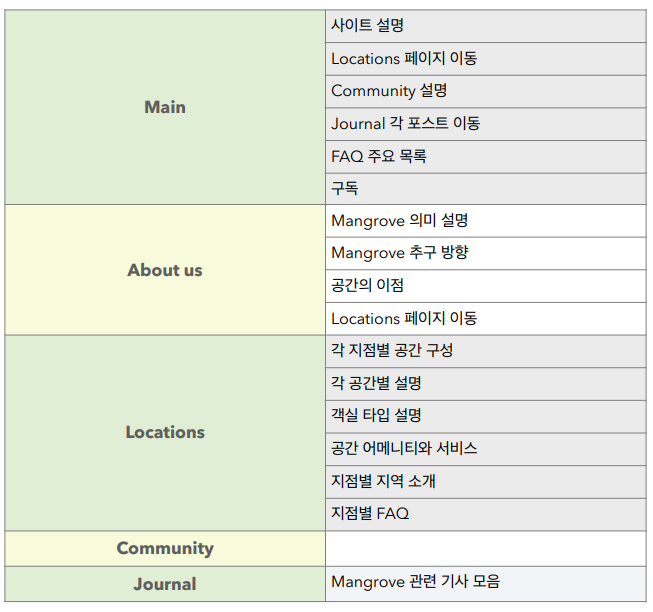 Main
사이트 설명
Locations 페이지 이동
Community 설명
Journal 각 포스트 이동
FAQ 주요 목록
구독
About us
Mangrove 의미 설명
Mangrove 추구 방향
공간의 이점
Locations 페이지 이동
Locations
각 지점별 공간 구성
각 공간별 설명
객실 타입 설명
공간 어메니티와 서비스
지점별 지역 소개
지점별 FAQ
Community
Journal
Mangrove 관련 기사 모음